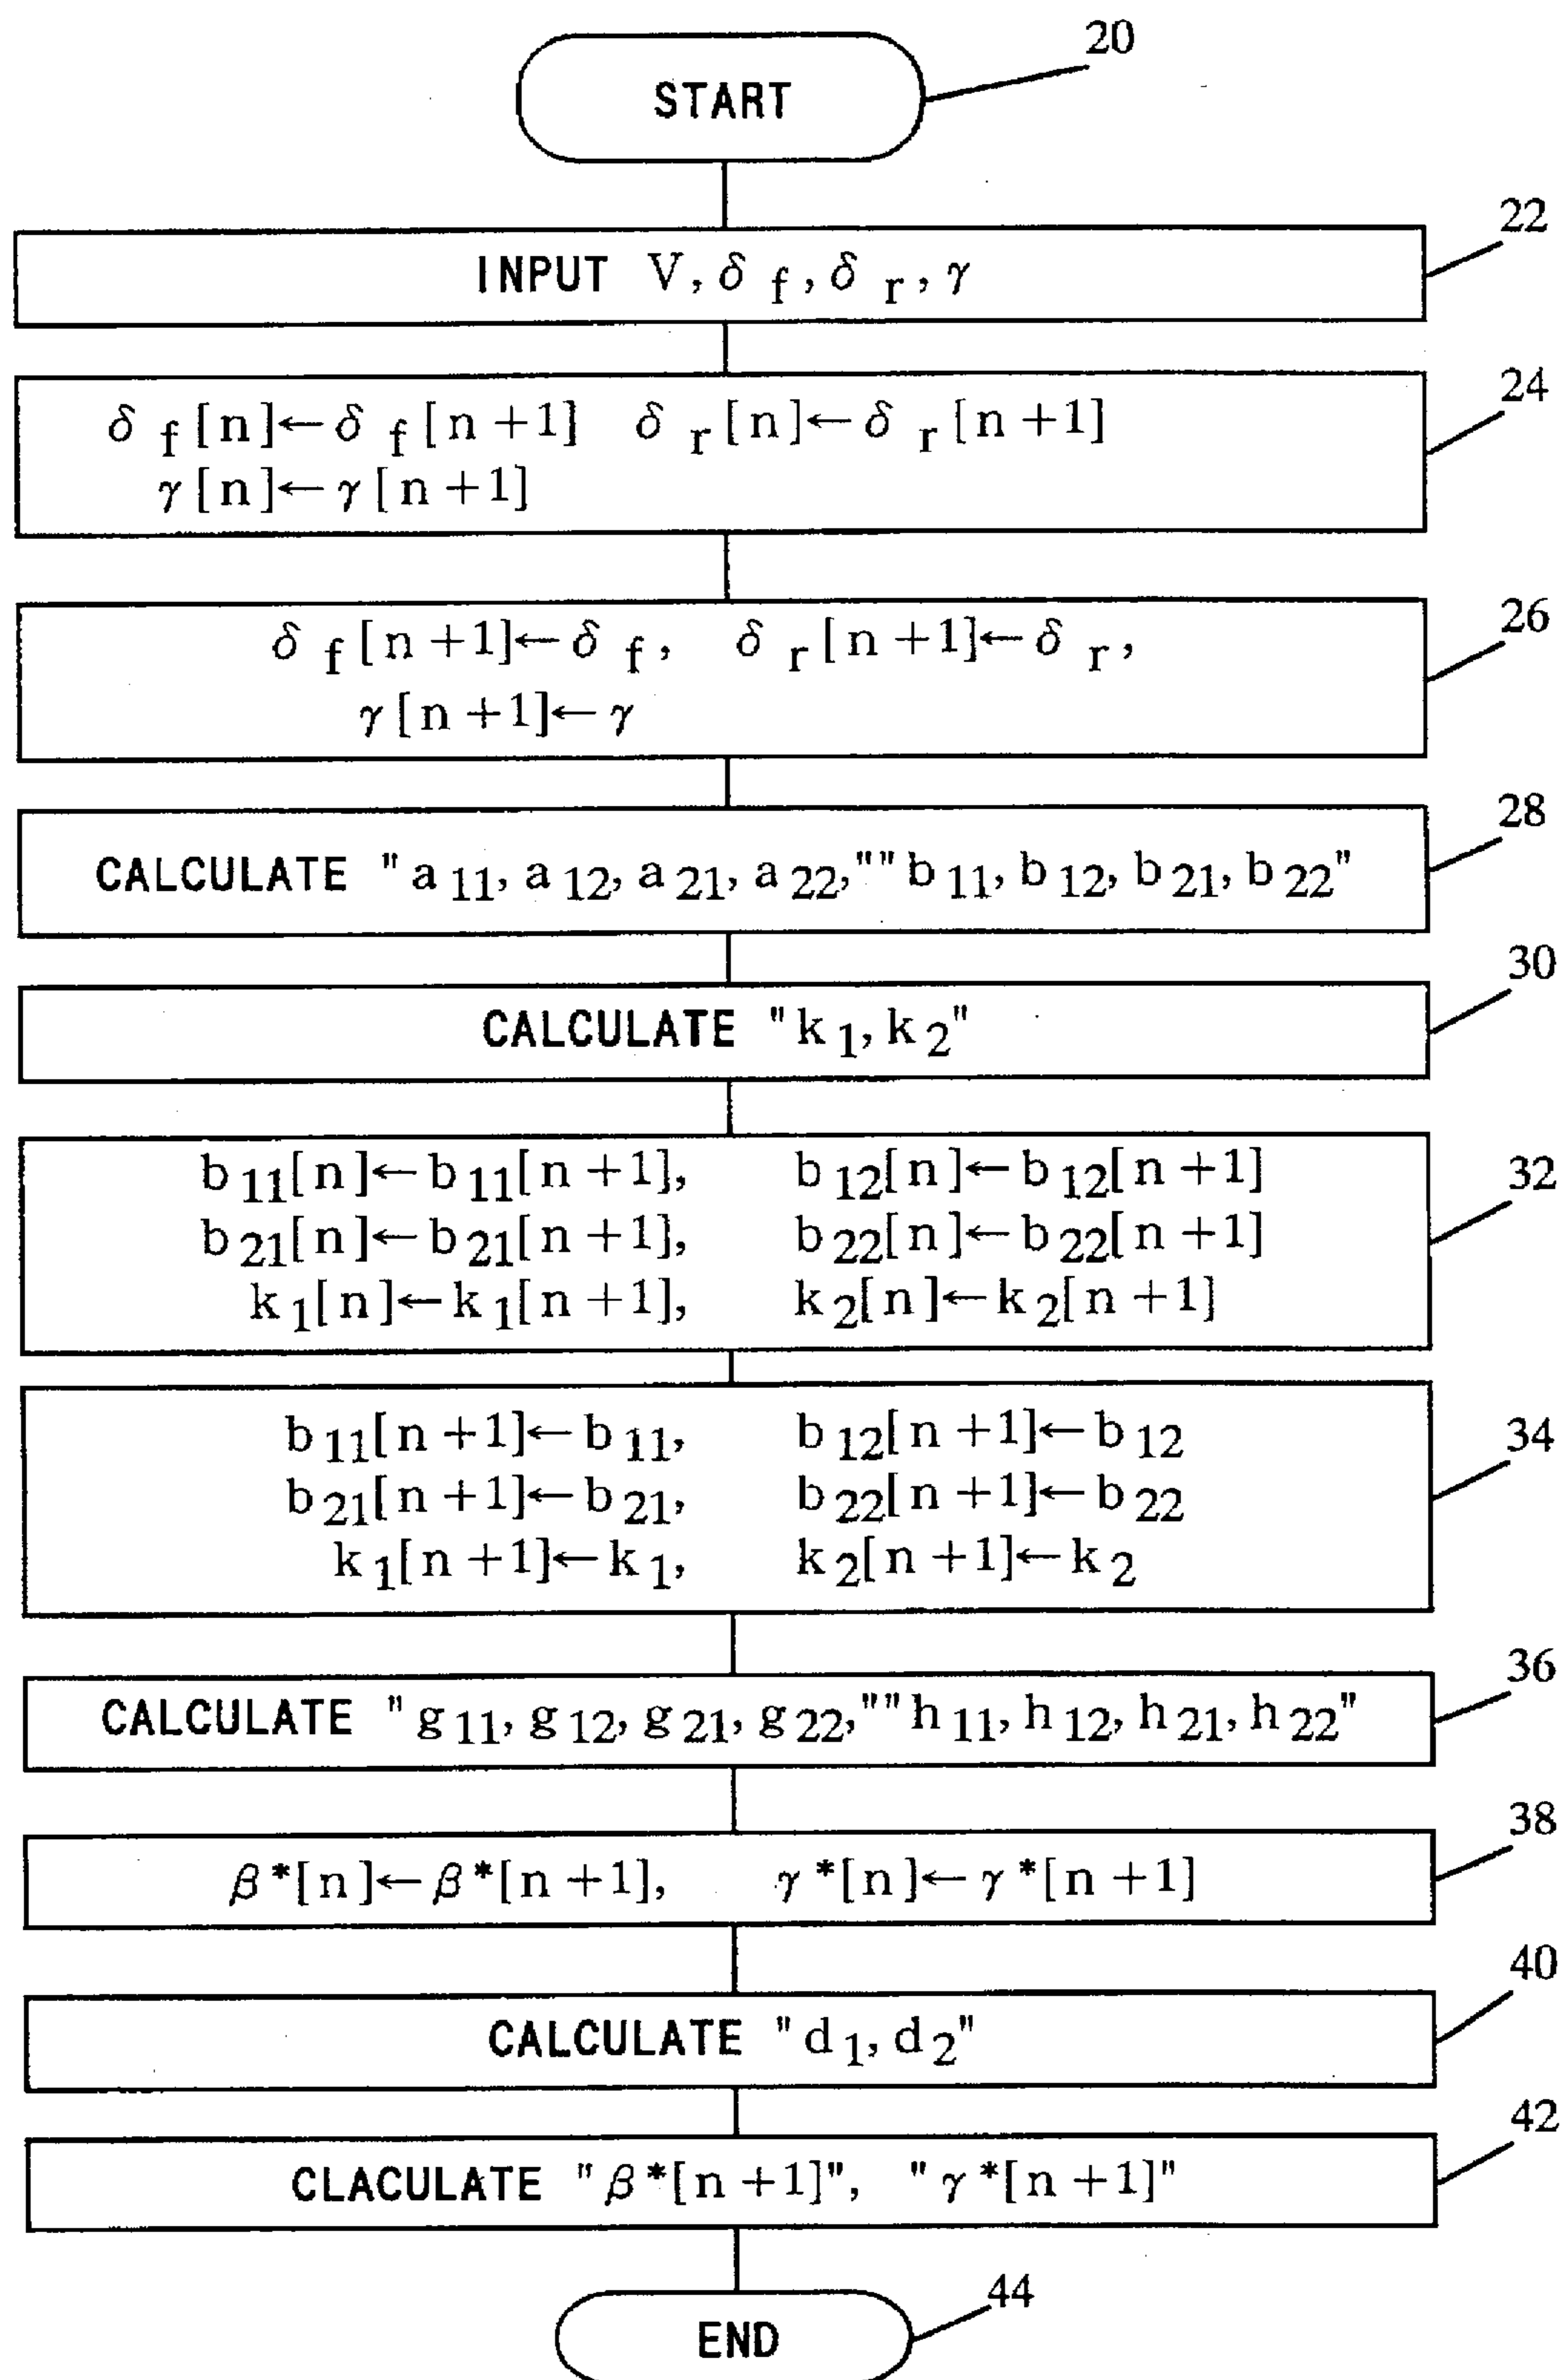 20
START
22
INPUT V, δ f, δ r, γ
24
δ f [n]←δ f [n+1] δ r [n]←δ r [n+1]
γ [n]←γ [n+1]
26
δ f [n+1]←δ f, δ r [n+1]←δ r,
γ [n+1]←γ
28
CALCULATE "a 11, a 12, a 21, a 22,""b 11, b 12, b 21, b 22"
30
CALCULATE "k 1, k 2"
32
b 11[n]←b 11[n+1], b 12[n]←b 12[n+1]
b 21[n]←b 21[n+1], b 22[n]←b 22[n+1]
k 1[n]←k 1[n+1], k 2[n]←k 2[n+1]
34
b 11[n+1]←b 11, b 12[n+1]←b 12
b 21[n+1]←b 21, b 22[n+1]←b 22
k 1[n+1]←k 1, k 2[n+1]←k 2
36
CALCULATE "g 11, g 12, g 21, g 22,""h 11, h 12, h 21, h 22"
38
β*[n]←β*[n+1], γ*[n]←γ*[n+1]
40
CALCULATE "d 1, d 2"
42
CLACULATE "β*[n+1]", "γ*[n+1]"
44
END